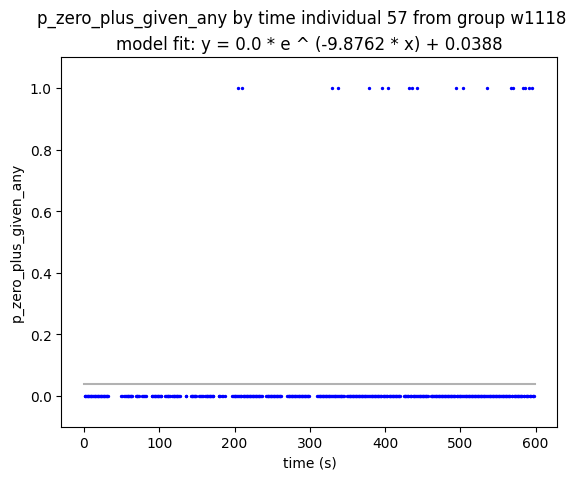 p_zero_plus_given_any by time individual 57 from group w1118
model fit: y = 0.0 * e ^ (-9.8762 * x) + 0.0388
1.0
0.8
0.6
0.4
0.2
0.0
p_zero_plus_given_any
0 100 200 300 400 500 600
time (s)